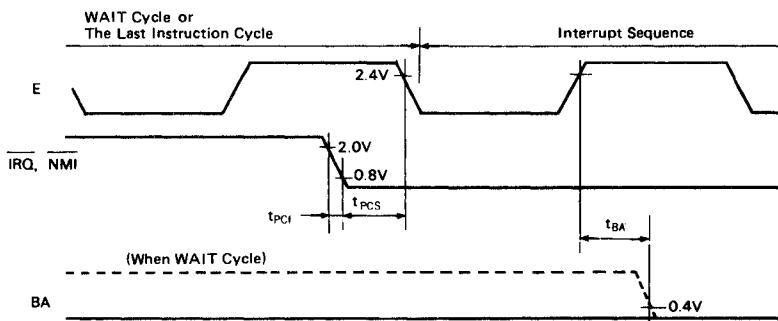 WAIT Cycle or
The Last Instruction Cycle
Interrupt Sequence
2.4V
E
2.0V
IRQ, NMI
0.8V
tPCf
tPCS
tBA
(When WAIT Cycle)
BA
0.4V